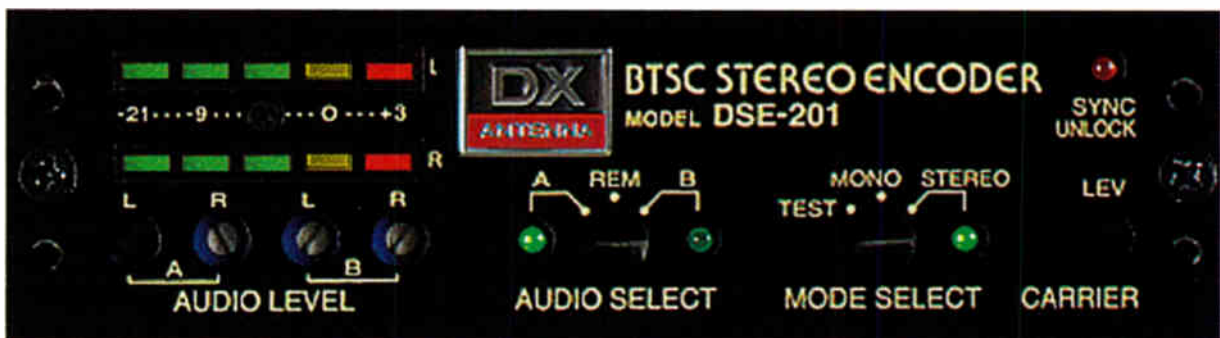 L
-21····-9···· ···O···+3
R
L R L R
A B
AUDIO LEVEL
DX
ANTENNA
BTSC STEREO ENCODER
MODEL DSE-201
A REM B
AUDIO SELECT
TEST MONO STEREO
MODE SELECT
SYNC
UNLOCK
LEV
CARRIER